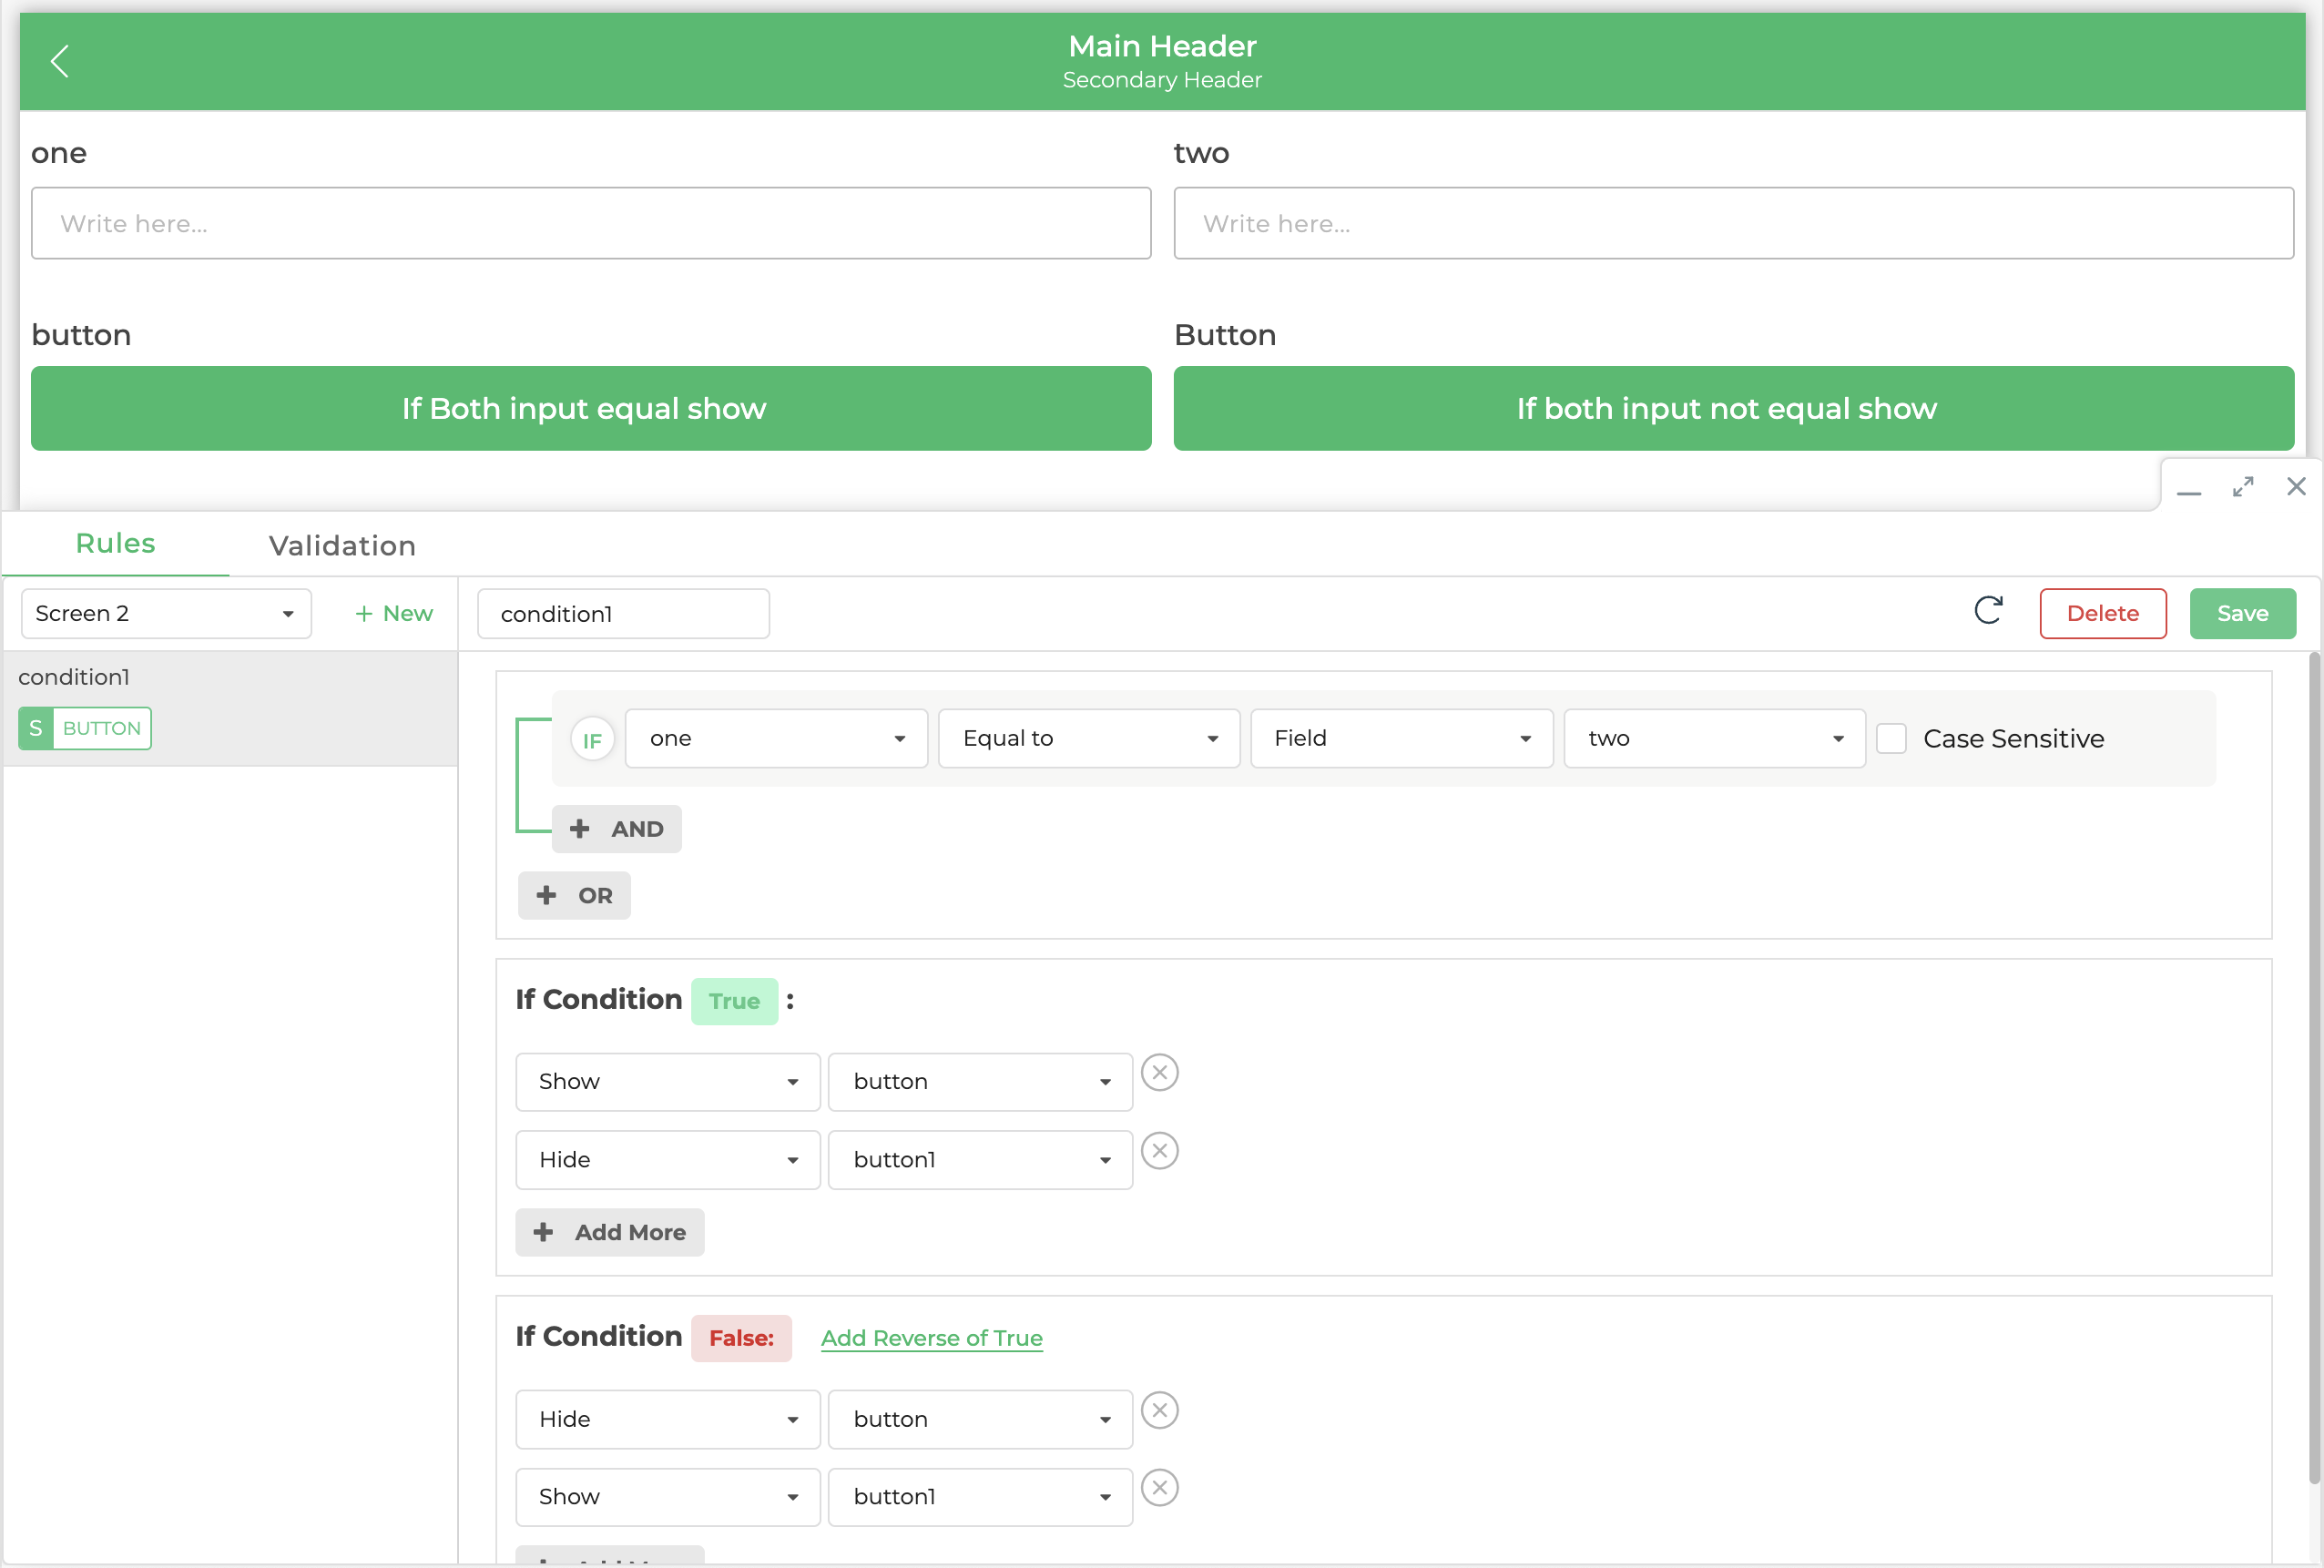 Main Header
Secondary Header
one two
Write here... Write here...
button Button
If Both input equal show If both input not equal show
Rules Validation
Screen 2 + New condition1 Delete Save
condition1
S BUTTON
IF one Equal to Field two Case Sensitive
+ AND
+ OR
If Condition True :
Show button
Hide button1
+ Add More
If Condition False: Add Reverse of True
Hide button
Show button1